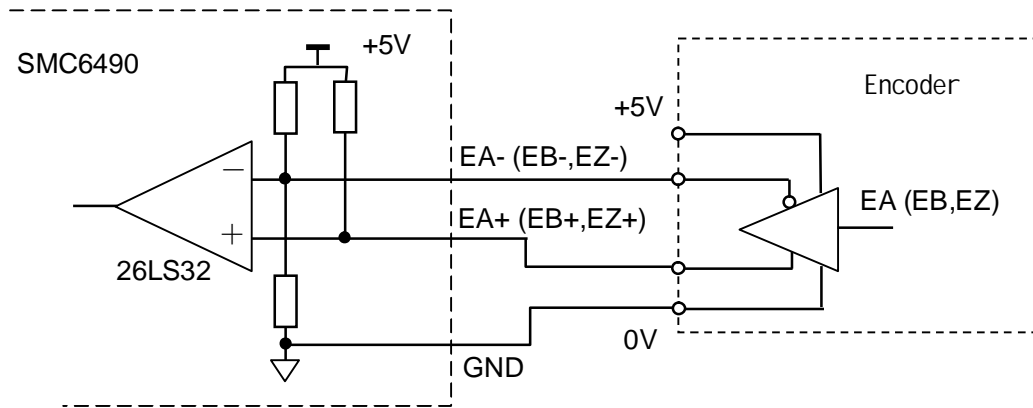 SMC6490
+5V
−
+
26LS32
EA- (EB-,EZ-)
EA+ (EB+,EZ+)
GND
Encoder
+5V
EA (EB,EZ)
0V